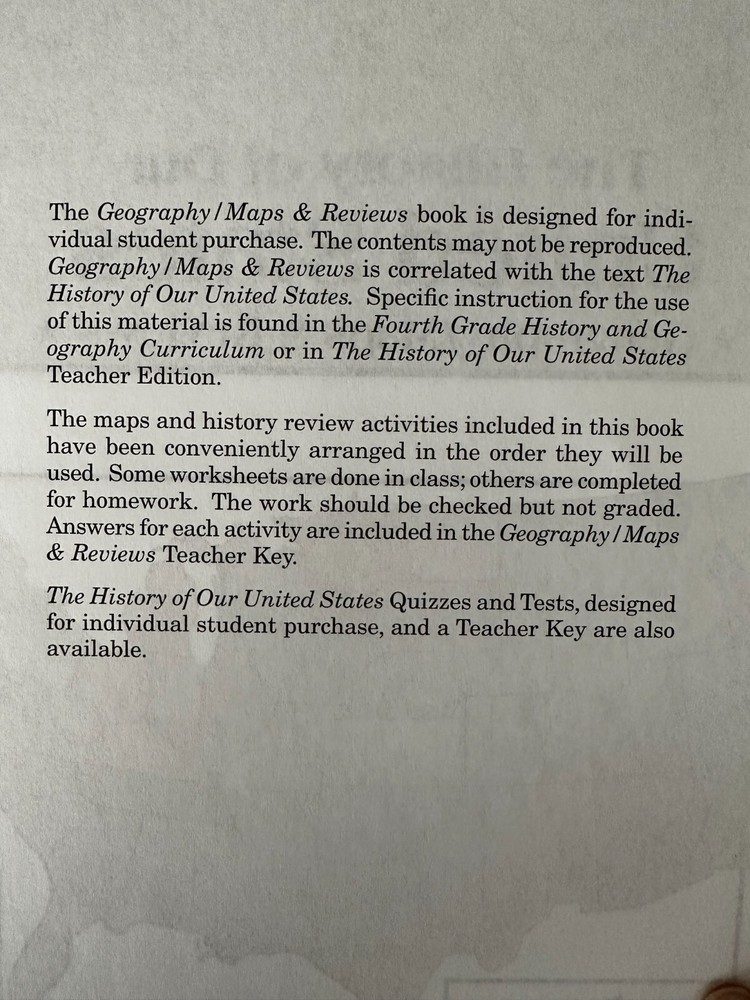 The Geography/Maps & Reviews book is designed for indi-
vidual student purchase. The contents may not be reproduced.
Geography/Maps & Reviews is correlated with the text The
History of Our United States. Specific instruction for the use
of this material is found in the Fourth Grade History and Ge-
ography Curriculum or in The History of Our United States
Teacher Edition.
The maps and history review activities included in this book
have been conveniently arranged in the order they will be
used. Some worksheets are done in class; others are completed
for homework. The work should be checked but not graded.
Answers for each activity are included in the Geography/Maps
& Reviews Teacher Key.
The History of Our United States Quizzes and Tests, designed
for individual student purchase, and a Teacher Key are also
available.